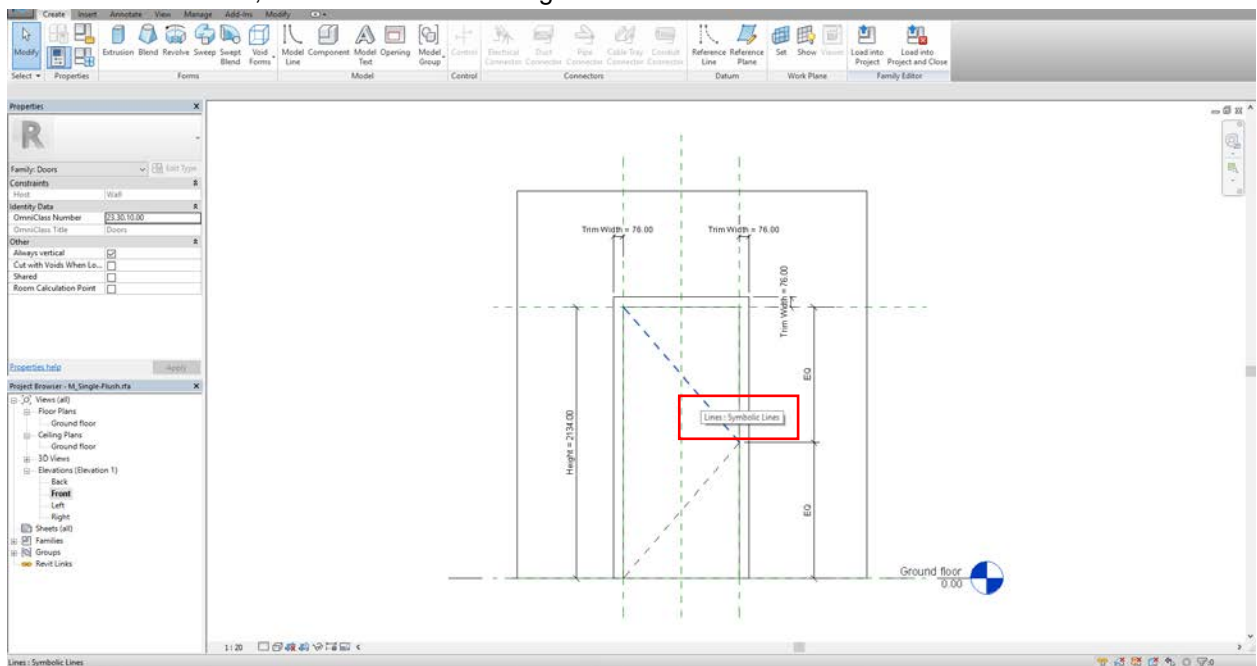 Create Insert Annotate View Manage Add-Ins Modify
Modify Extrusion Blend Revolve Sweep Swept Blend Void Forms Model Line Component Model Text Opening Model Group Control Electrical Connector Duct Connector Pipe Connector Cable Tray Connector Conduit Connector Reference Line Reference Plane Set Show Viewer Load into Project Load into Project and Close
Select Properties Forms Model Control Connectors Datum Work Plane Family Editor
Properties X
R
Family: Doors Edit Type
Constraints
Host Wall
Identity Data
OmniClass Number 23.30.10.00
OmniClass Title Doors
Other
Always vertical
Cut with Voids When Lo...
Shared
Room Calculation Point
Properties help Apply
Project Browser - M_Single-Flush.rfa X
Views (all)
Floor Plans
Ground floor
Ceiling Plans
Ground floor
3D Views
Elevations (Elevation 1)
Back
Front
Left
Right
Sheets (all)
Families
Groups
Revit Links
Trim Width = 76.00 Trim Width = 76.00
Trim Width = 76.00
EQ
Lines : Symbolic Lines
Height = 2134.00
EQ
Ground floor
0.00
1 : 20
Lines : Symbolic Lines :0